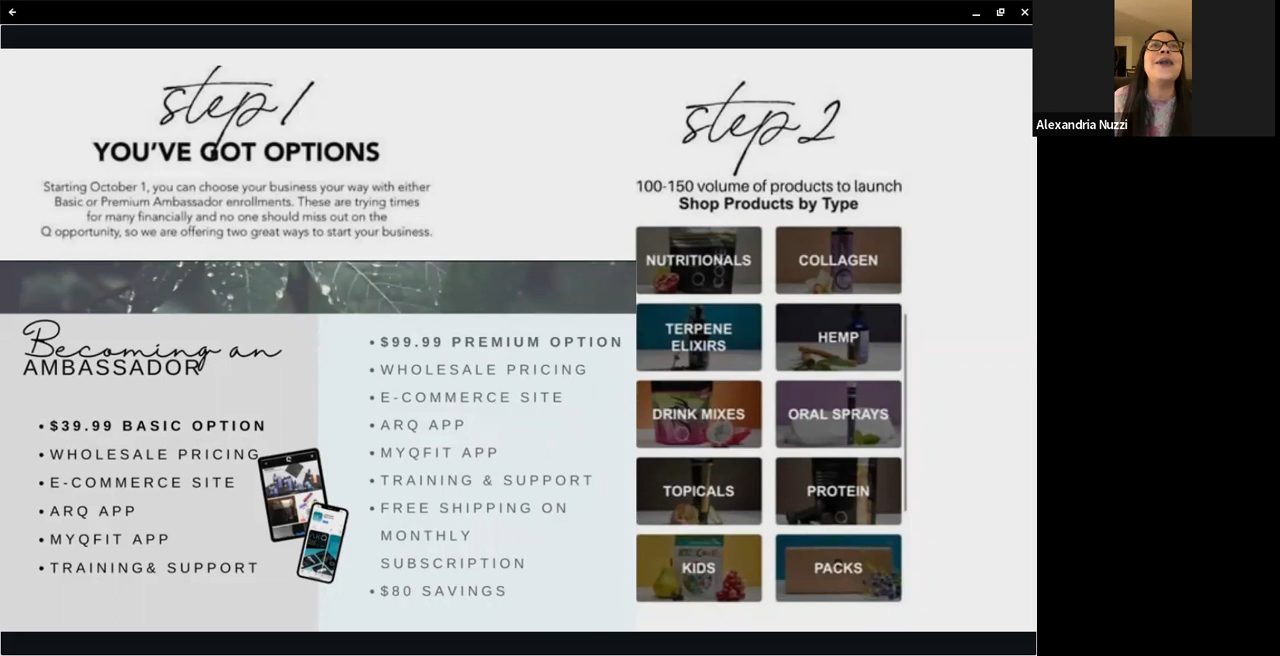 step 1
YOU'VE GOT OPTIONS
Starting October 1, you can choose your business your way with either
Basic or Premium Ambassador enrollments. These are trying times
for many financially and no one should miss out on the
Q opportunity, so we are offering two great ways to start your business.
Becoming an
AMBASSADOR
• $39.99 BASIC OPTION
• WHOLESALE PRICING
• E-COMMERCE SITE
• ARQ APP
• MYQFIT APP
• TRAINING& SUPPORT
• $99.99 PREMIUM OPTION
• WHOLESALE PRICING
• E-COMMERCE SITE
• ARQ APP
• MYQFIT APP
• TRAINING & SUPPORT
• FREE SHIPPING ON
MONTHLY
SUBSCRIPTION
• $80 SAVINGS
step 2
100-150 volume of products to launch
Shop Products by Type
NUTRITIONALS
COLLAGEN
TERPENE
ELIXIRS
HEMP
DRINK MIXES
ORAL SPRAYS
TOPICALS
PROTEIN
KIDS
PACKS
Alexandria Nuzzi